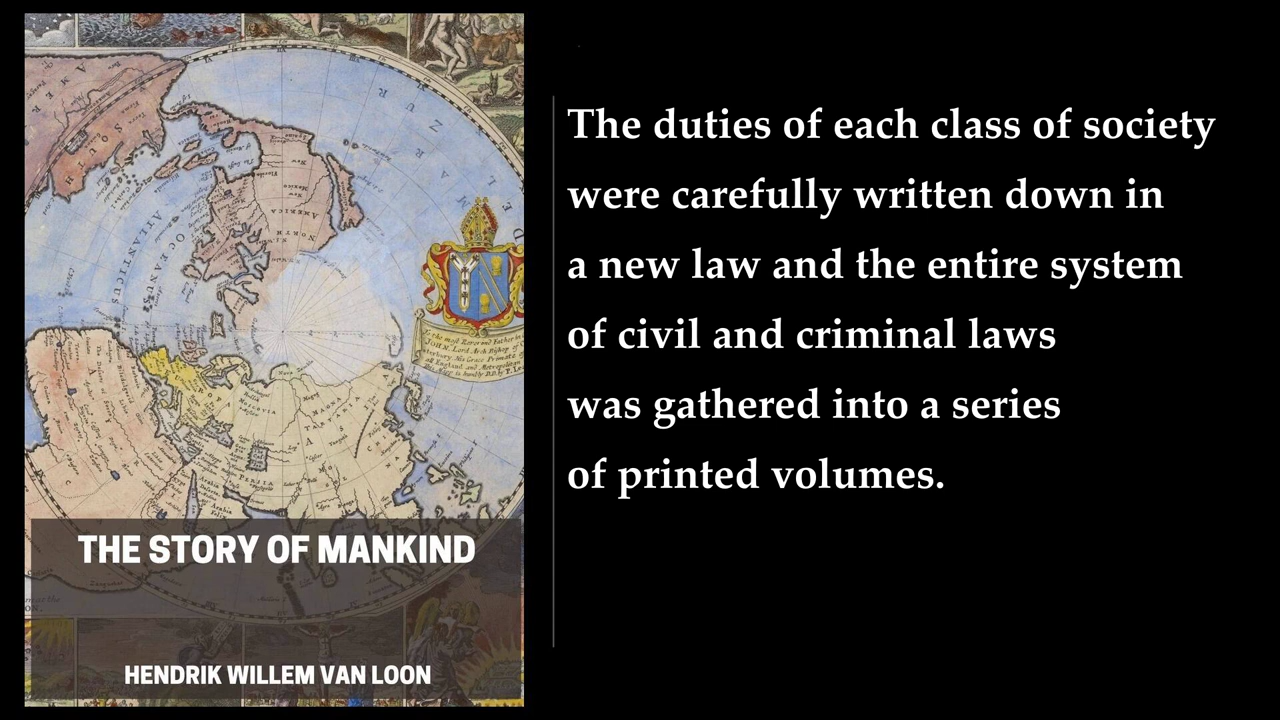 THE STORY OF MANKIND
HENDRIK WILLEM VAN LOON
The duties of each class of society
were carefully written down in
a new law and the entire system
of civil and criminal laws
was gathered into a series
of printed volumes.